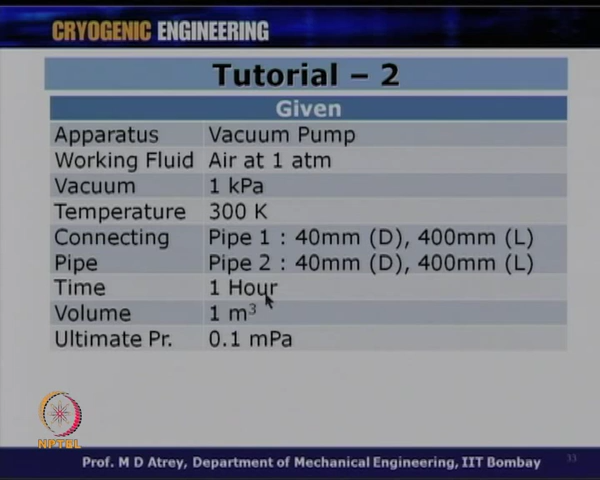 CRYOGENIC ENGINEERING
Tutorial – 2
Given
Apparatus Vacuum Pump
Working Fluid Air at 1 atm
Vacuum 1 kPa
Temperature 300 K
Connecting Pipe 1 : 40mm (D), 400mm (L)
Pipe Pipe 2 : 40mm (D), 400mm (L)
Time 1 Hour
Volume 1 m³
Ultimate Pr. 0.1 mPa
NPTEL
Prof. M D Atrey, Department of Mechanical Engineering, IIT Bombay
33